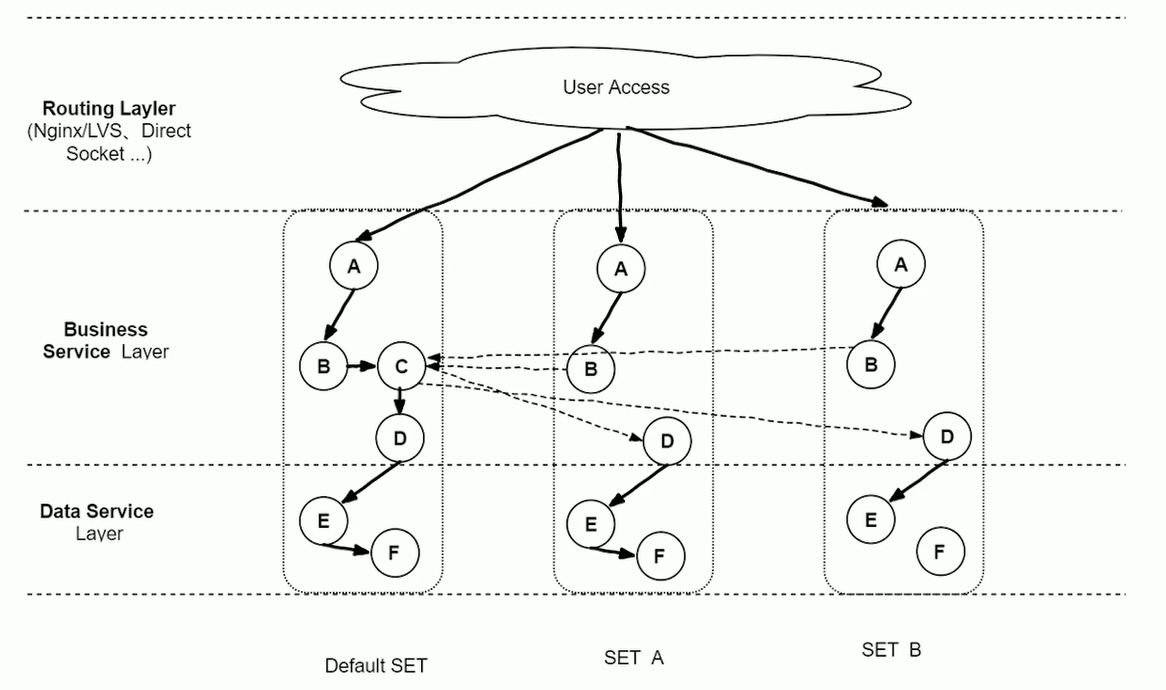 User Access
Routing Layler
(Nginx/LVS、Direct
Socket ...)
A
A
A
Business
Service Layer
B
C
B
B
D
D
D
Data Service
Layer
E
F
E
F
E
F
Default SET
SET A
SET B